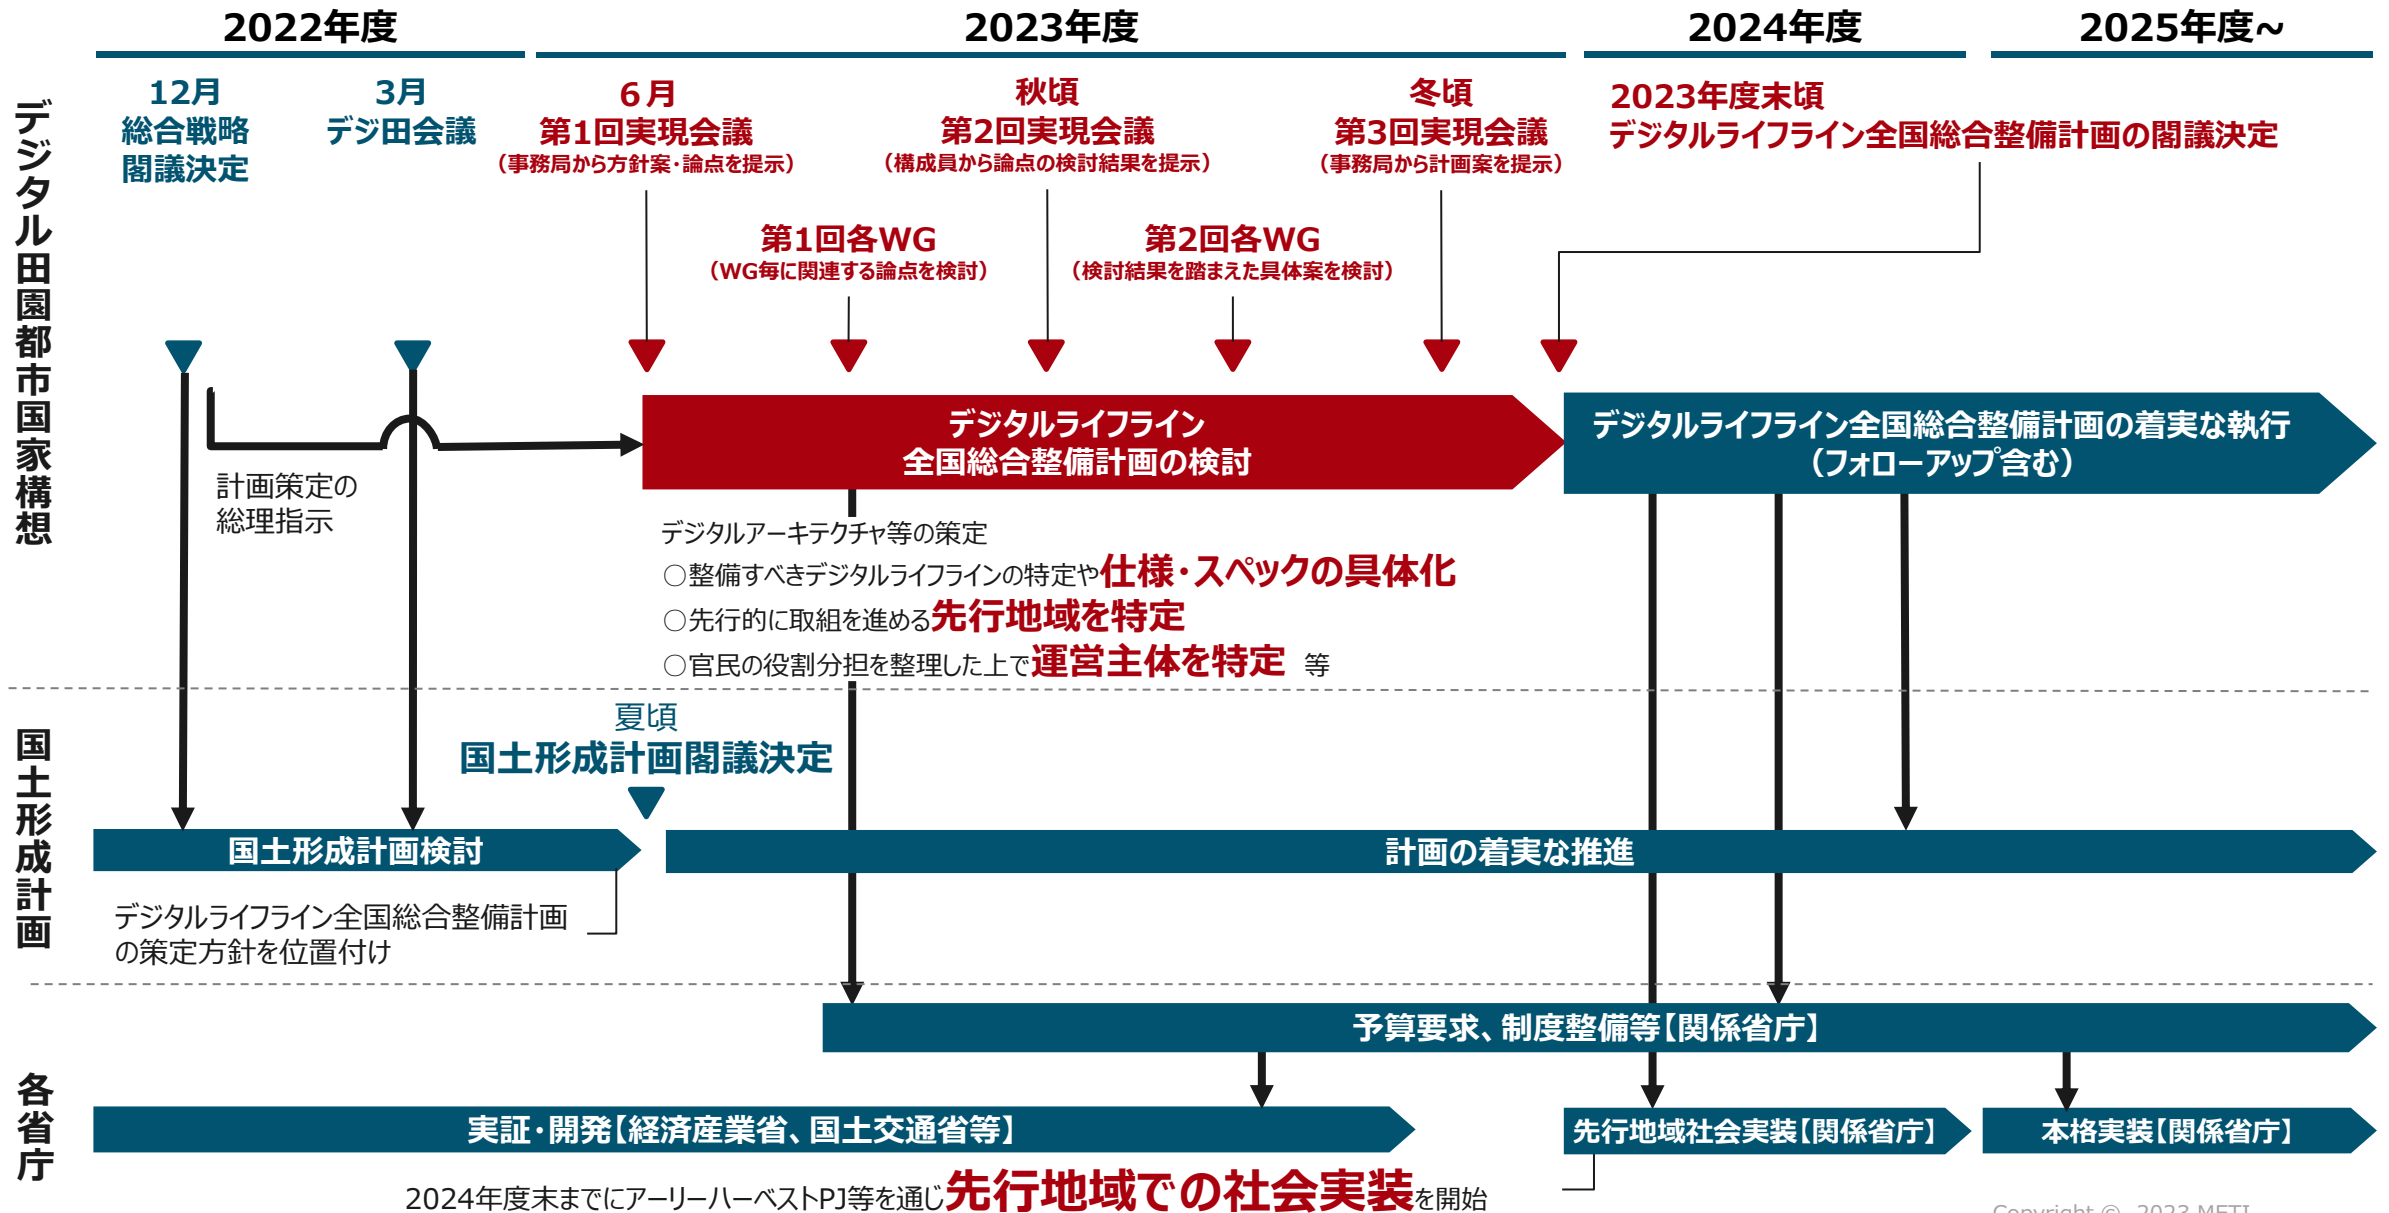 2022年度
2023年度
2024年度
2025年度~
デジタル田園都市国家構想
12月
総合戦略
閣議決定
3月
デジ田会議
6月
第1回実現会議
(事務局から方針案・論点を提示)
秋頃
第2回実現会議
(構成員から論点の検討結果を提示)
冬頃
第3回実現会議
(事務局から計画案を提示)
2023年度末頃
デジタルライフライン全国総合整備計画の閣議決定
第1回各WG
(WG毎に関連する論点を検討)
第2回各WG
(検討結果を踏まえた具体案を検討)
計画策定の
総理指示
デジタルライフライン
全国総合整備計画の検討
デジタルライフライン全国総合整備計画の着実な執行
(フォローアップ含む)
デジタルアーキテクチャ等の策定
○整備すべきデジタルライフラインの特定や仕様・スペックの具体化
○先行的に取組を進める先行地域を特定
○官民の役割分担を整理した上で運営主体を特定 等
国土形成計画
夏頃
国土形成計画閣議決定
国土形成計画検討
計画の着実な推進
デジタルライフライン全国総合整備計画
の策定方針を位置付け
各省庁
予算要求、制度整備等【関係省庁】
実証・開発【経済産業省、国土交通省等】
先行地域社会実装【関係省庁】
本格実装【関係省庁】
2024年度末までにアーリーハーベストPJ等を通じ先行地域での社会実装を開始
Copyright © 2023 METI